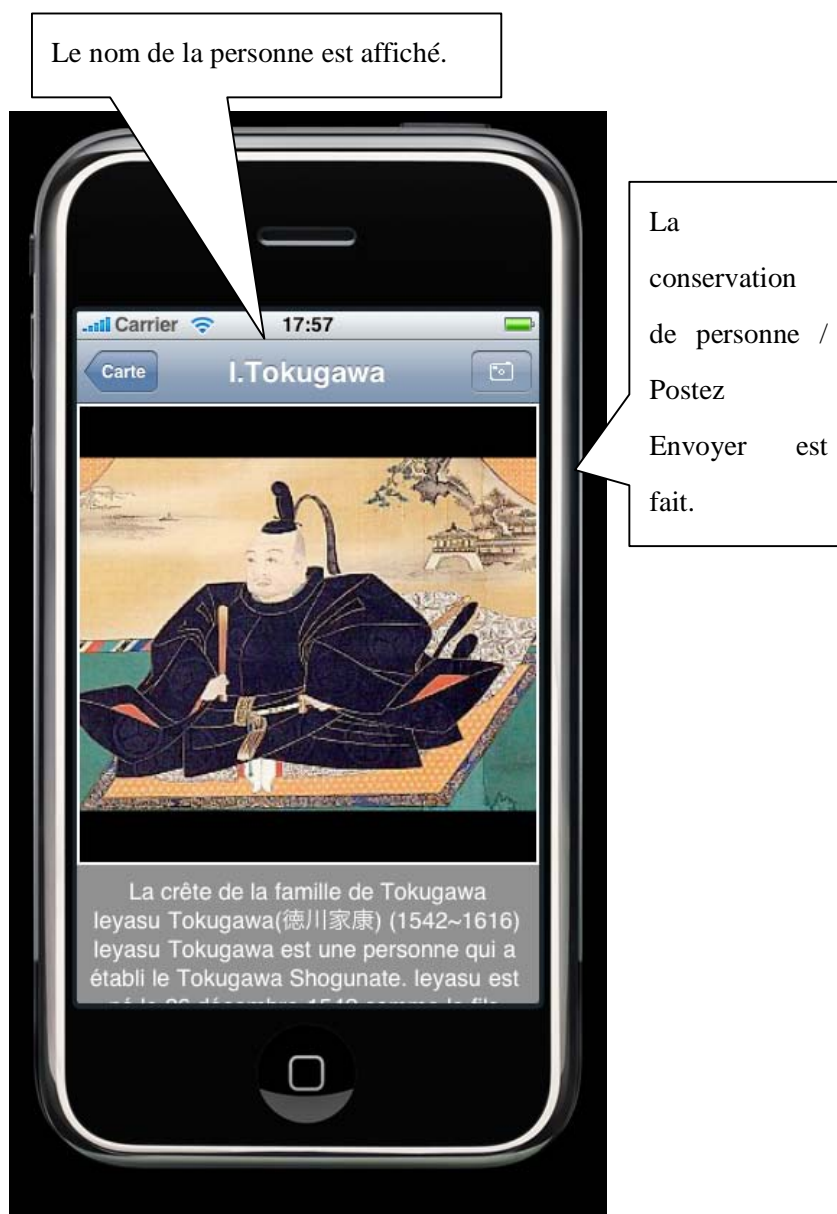 Le nom de la personne est affiché.
La
conservation
de personne /
Postez
Envoyer est
fait.
Carrier 17:57
Carte I.Tokugawa
La crête de la famille de Tokugawa
Ieyasu Tokugawa(徳川家康) (1542~1616)
Ieyasu Tokugawa est une personne qui a
établi le Tokugawa Shogunate. Ieyasu est